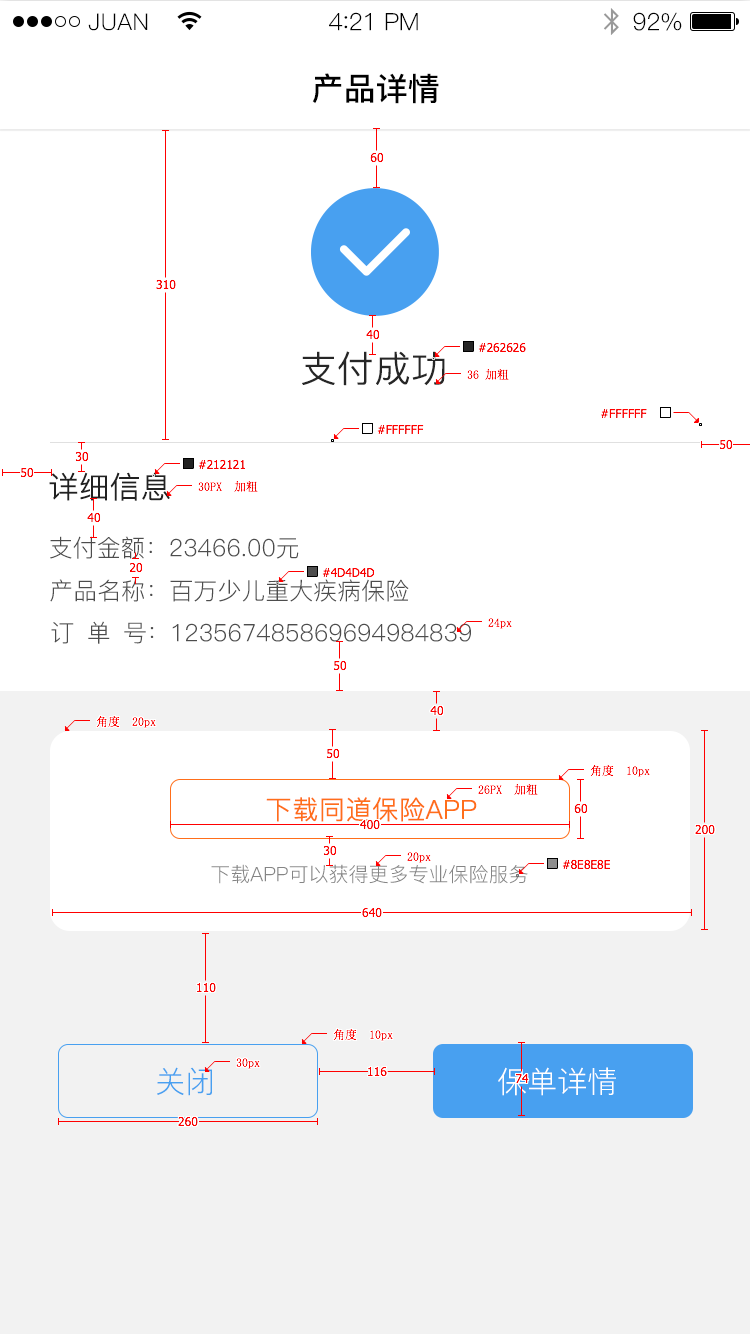 JUAN 4:21 PM 92%
产品详情
60
310
40
#262626
支付成功
36 加粗
#FFFFFF
#FFFFFF
50
30
#212121
50
详细信息
30PX 加粗
40
支付金额：23466.00元
20
#4D4D4D
产品名称：百万少儿重大疾病保险
24px
订 单 号：1235674858696949849839
50
40
角度 20px
50
角度 10px
26PX 加粗
下载同道保险APP
60
400
200
30
20px
#8E8E8E
下载APP可以获得更多专业保险服务
640
110
角度 10px
30px
116
关闭
74
保单详情
260